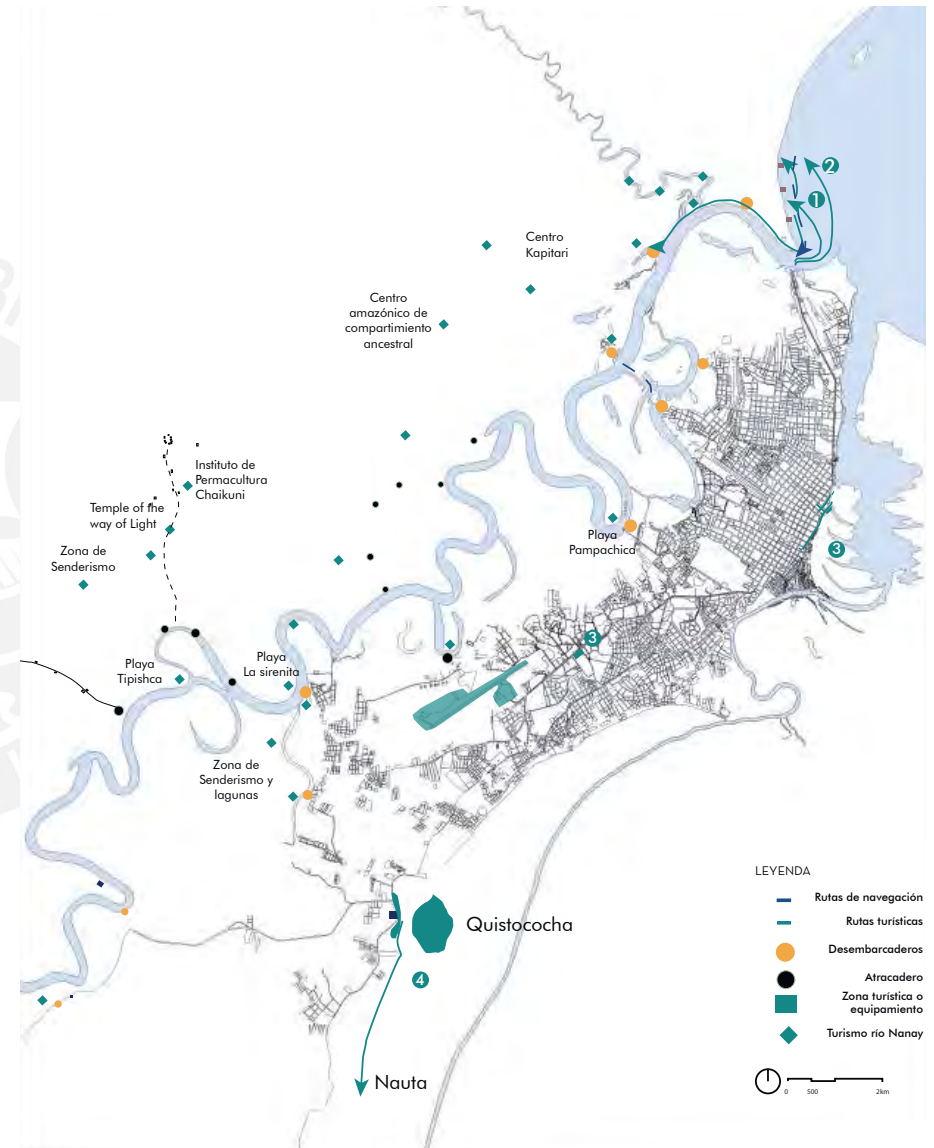 2
1
Centro
Kapitari
Centro
amazónico de
compartimiento
ancestral
Instituto de
Permacultura
Chaikuni
Temple of the
way of Light
Zona de
Senderismo
Playa
Pampachica
3
3
Playa
La sirenita
Playa
Tipishca
Zona de
Senderismo y
lagunas
Quistococha
4
Nauta
LEYENDA
Rutas de navegación
Rutas turísticas
Desembarcaderos
Atracadero
Zona turística o
equipamiento
Turismo río Nanay
0 500 2km